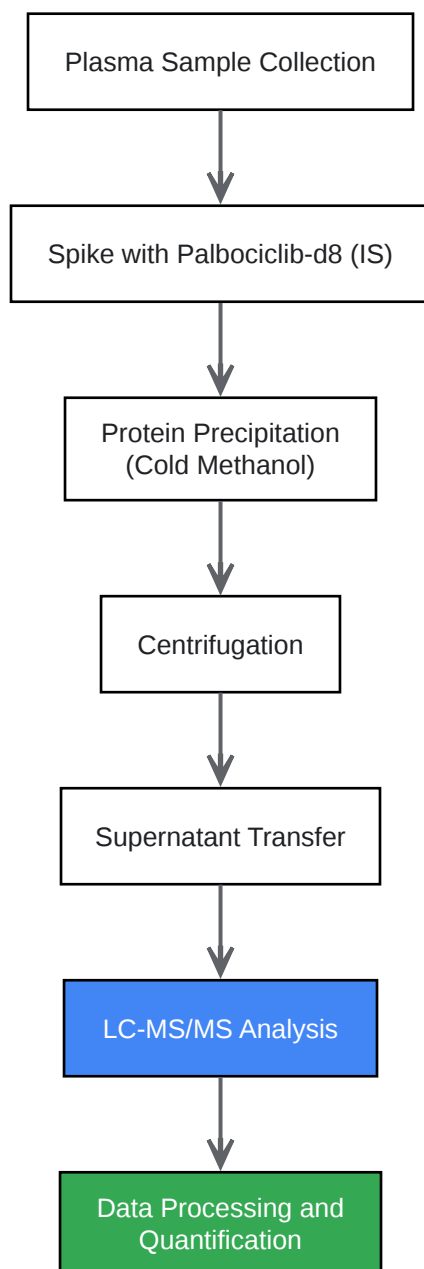 Plasma Sample Collection
Spike with Palbociclib-d8 (IS)
Protein Precipitation
(Cold Methanol)
Centrifugation
Supernatant Transfer
LC-MS/MS Analysis
Data Processing and
Quantification